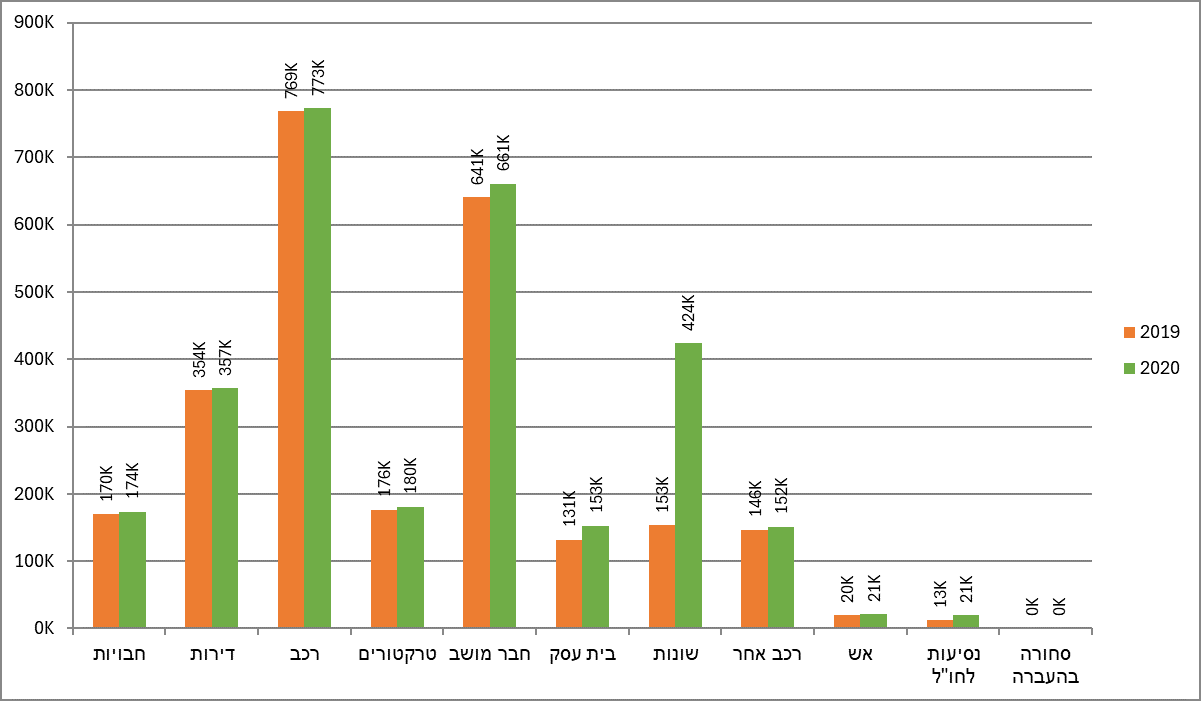 900K
800K
700K
600K
500K
400K
300K
200K
100K
0K
170K
174K
354K
357K
769K
773K
176K
180K
641K
661K
131K
153K
153K
424K
146K
152K
20K
21K
13K
21K
0K
0K
חבויות
דירות
רכב
טרקטורים
חבר מושב
בית עסק
שונות
רכב אחר
אש
נסיעות
לחו"ל
סחורה
בהעברה
2019
2020